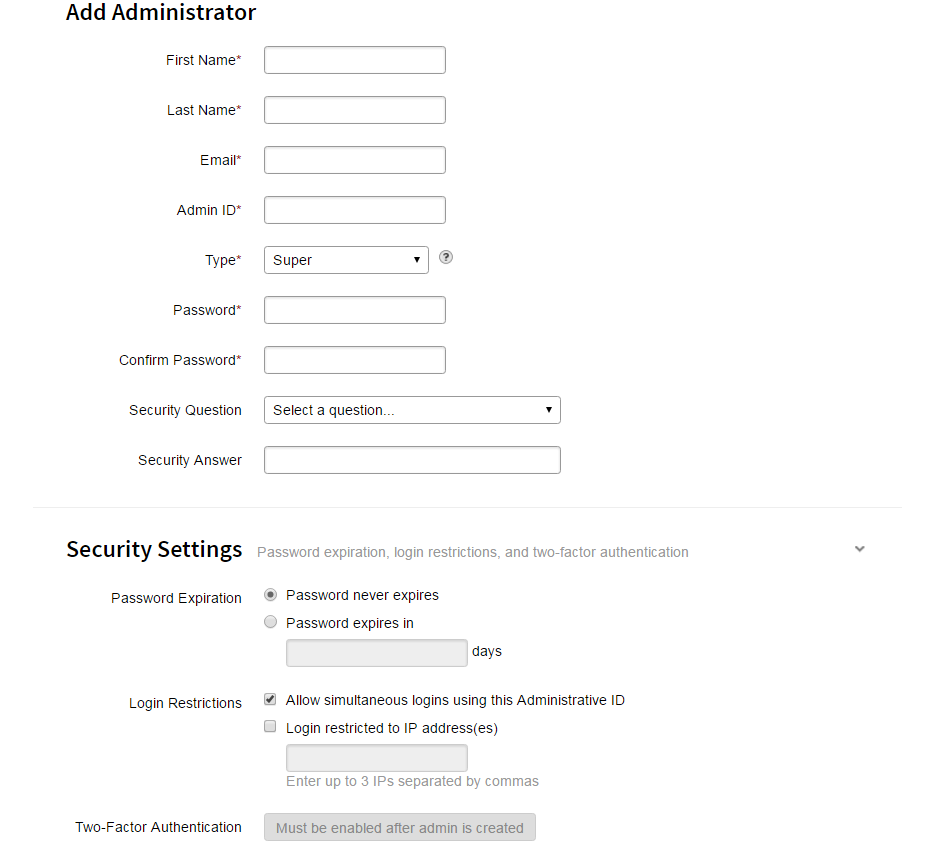 Add Administrator
First Name*
Last Name*
Email*
Admin ID*
Type* Super ?
Password*
Confirm Password*
Security Question Select a question...
Security Answer
Security Settings Password expiration, login restrictions, and two-factor authentication
Password Expiration Password never expires
Password expires in
days
Login Restrictions Allow simultaneous logins using this Administrative ID
Login restricted to IP address(es)
Enter up to 3 IPs separated by commas
Two-Factor Authentication Must be enabled after admin is created